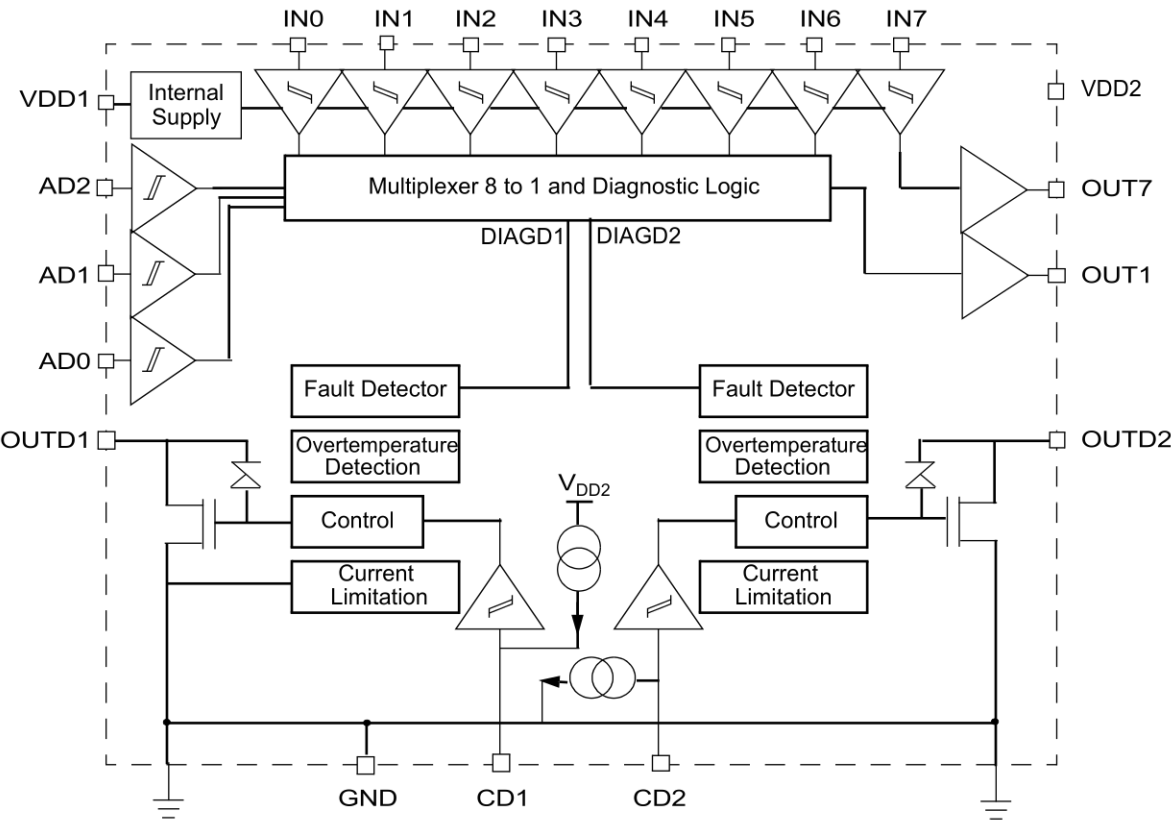 IN0 IN1 IN2 IN3 IN4 IN5 IN6 IN7
VDD1
Internal
Supply
VDD2
AD2
Multiplexer 8 to 1 and Diagnostic Logic
OUT7
DIAGD1 DIAGD2
AD1
OUT1
AD0
Fault Detector
Fault Detector
OUTD1
Overtemperature
Detection
Overtemperature
Detection
OUTD2
VDD2
Control
Control
Current
Limitation
Current
Limitation
GND CD1 CD2